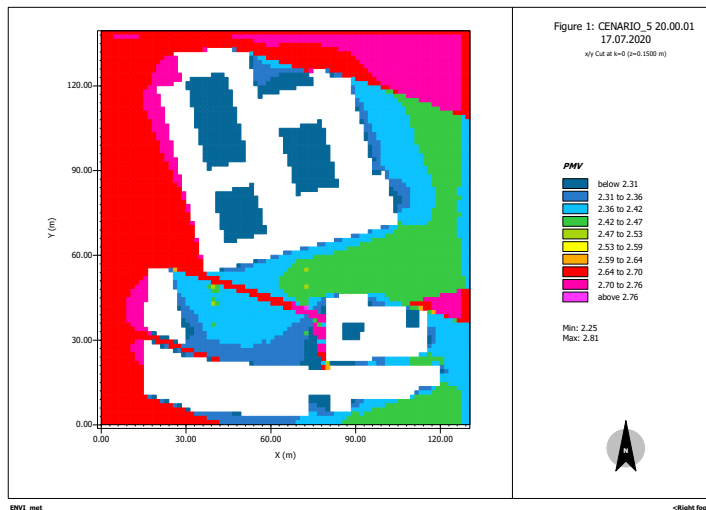 Figure 1: CENARIO_5 20.00.01
17.07.2020
x/y Cut at k=0 (z=0.1500 m)
120.00
90.00
60.00
30.00
0.00
Y (m)
0.00 30.00 60.00 90.00 120.00
X (m)
PMV
below 2.31
2.31 to 2.36
2.36 to 2.42
2.42 to 2.47
2.47 to 2.53
2.53 to 2.59
2.59 to 2.64
2.64 to 2.70
2.70 to 2.76
above 2.76
Min: 2.25
Max: 2.81
N
ENVI_met
<Right foo